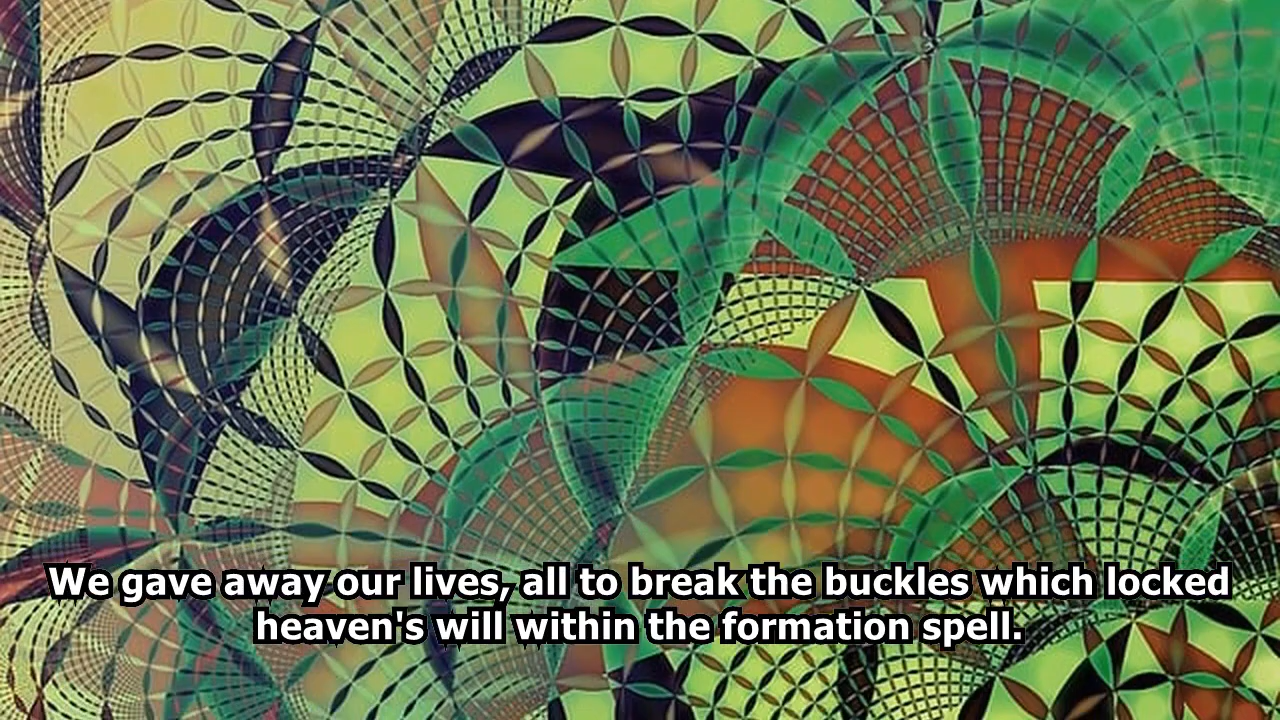 We gave away our lives, all to break the buckles which locked
heaven's will within the formation spell.